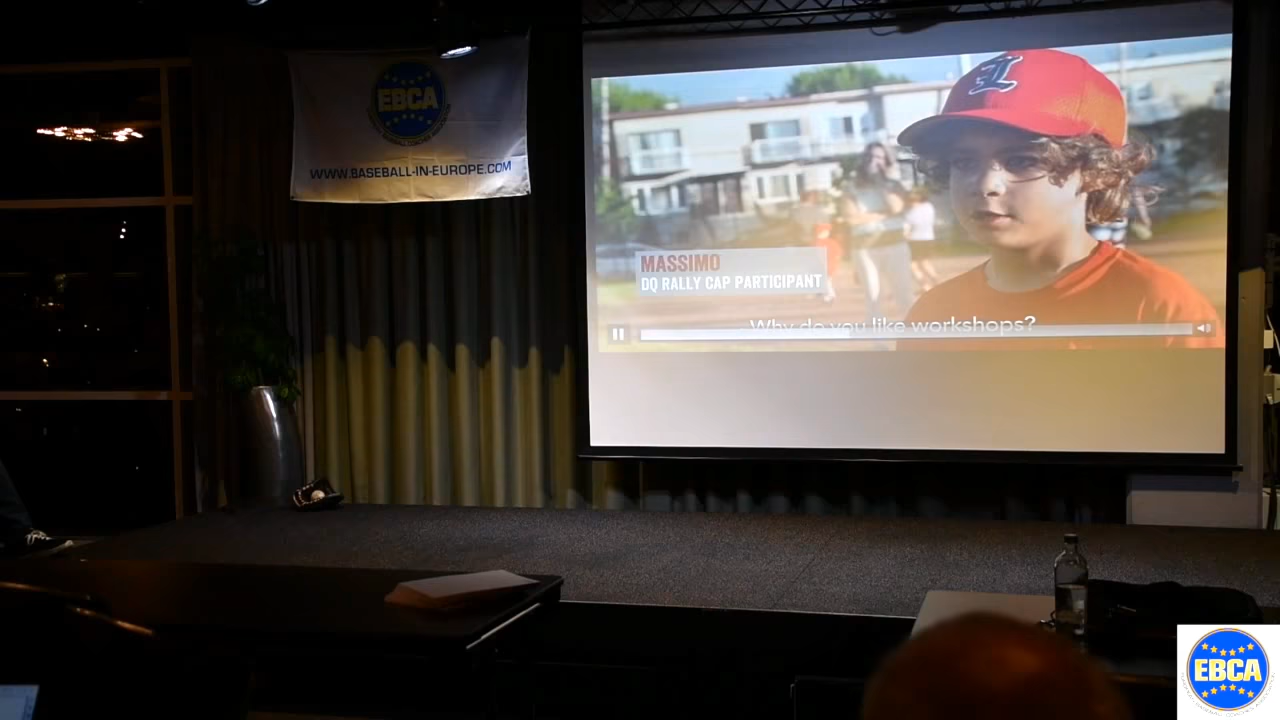 EBCA
WWW.BASEBALL-IN-EUROPE.COM
L
MASSIMO
DQ RALLY CAP PARTICIPANT
Why do you like workshops?
EBCA